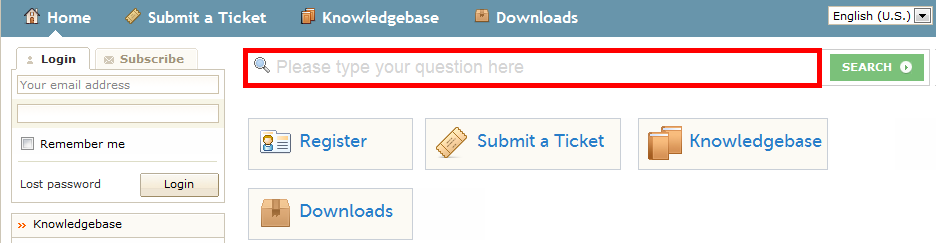 Home Submit a Ticket Knowledgebase Downloads English (U.S.)
Login Subscribe
Please type your question here SEARCH
Your email address
Remember me
Lost password Login
Knowledgebase
Register Submit a Ticket Knowledgebase
Downloads